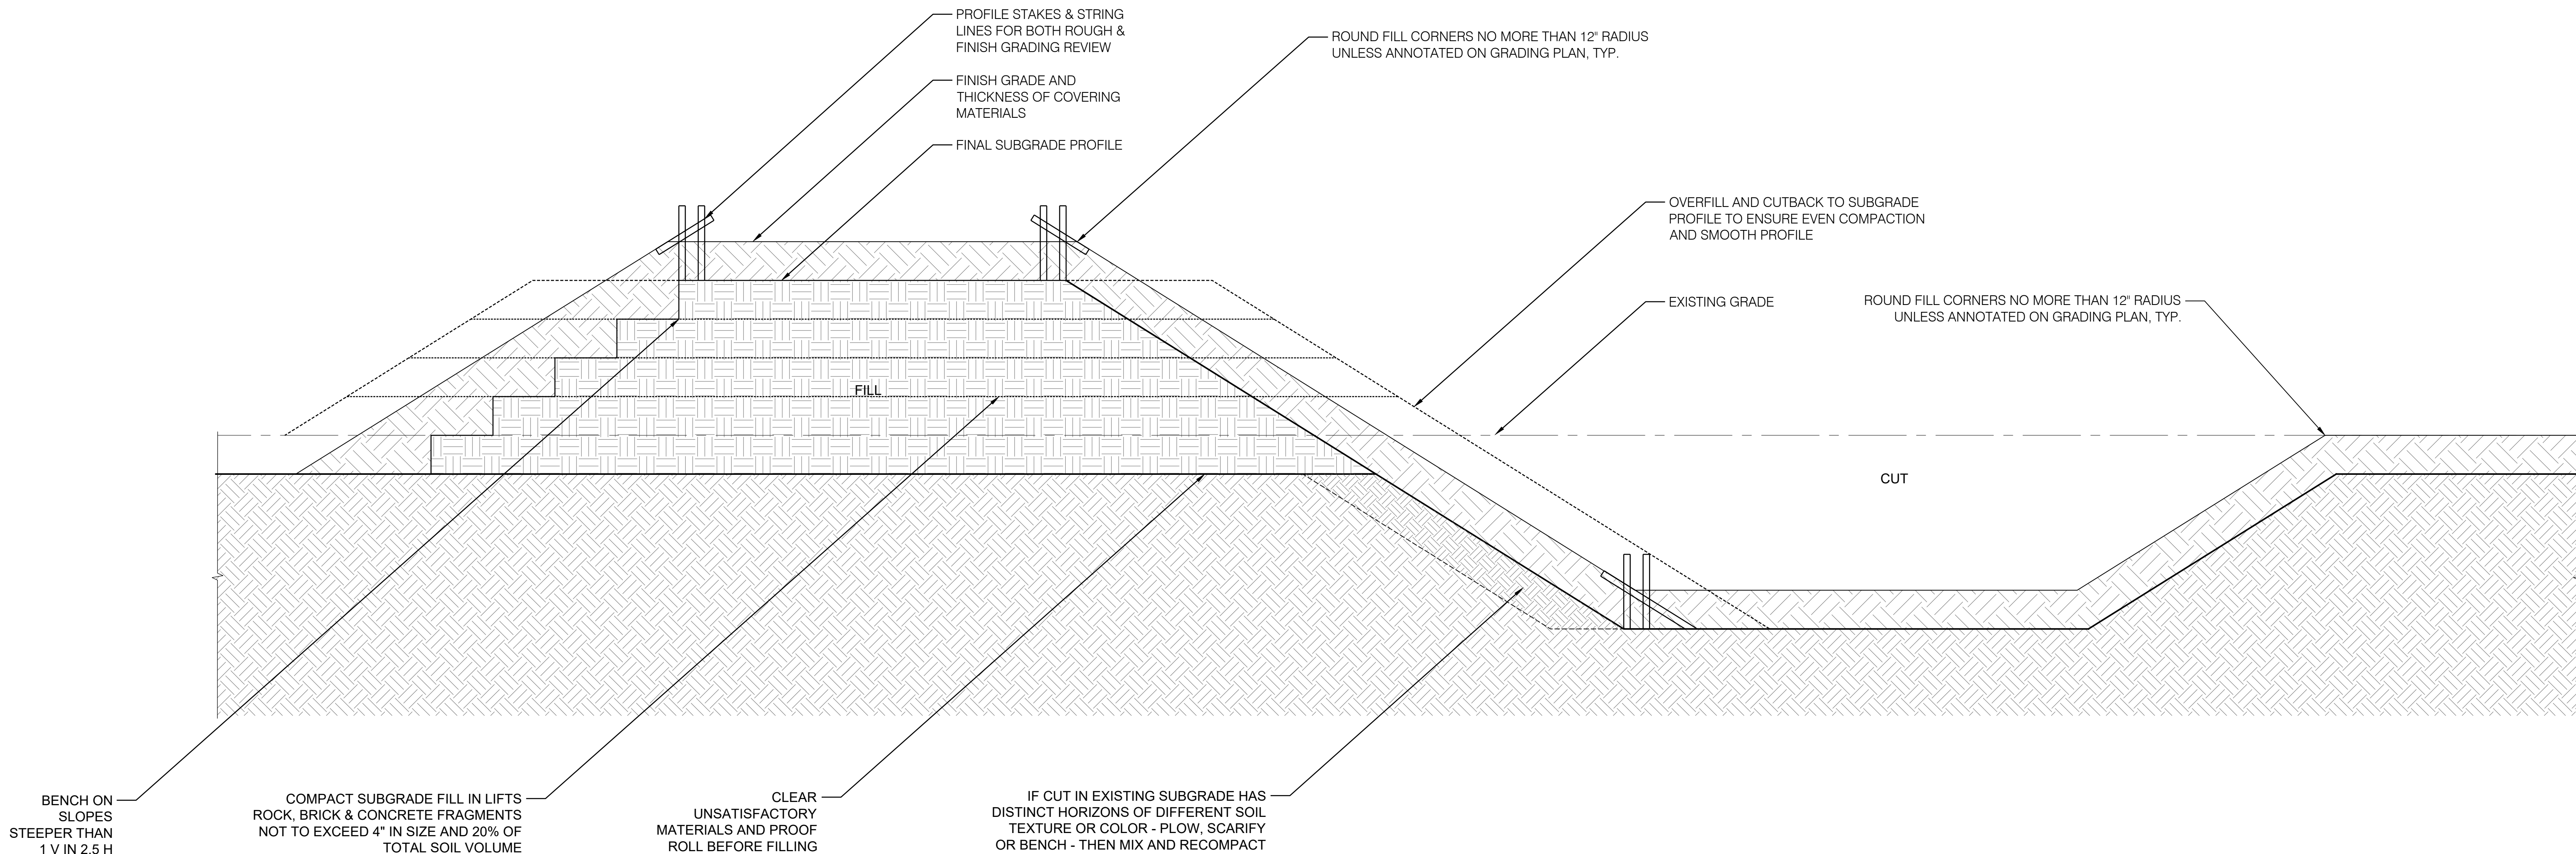 PROFILE STAKES & STRING
LINES FOR BOTH ROUGH &
FINISH GRADING REVIEW
FINISH GRADE AND
THICKNESS OF COVERING
MATERIALS
FINAL SUBGRADE PROFILE
ROUND FILL CORNERS NO MORE THAN 12" RADIUS
UNLESS ANNOTATED ON GRADING PLAN, TYP.
OVERFILL AND CUTBACK TO SUBGRADE
PROFILE TO ENSURE EVEN COMPACTION
AND SMOOTH PROFILE
EXISTING GRADE
ROUND FILL CORNERS NO MORE THAN 12" RADIUS
UNLESS ANNOTATED ON GRADING PLAN, TYP.
FILL
CUT
BENCH ON
SLOPES
STEEPER THAN
1 V IN 2.5 H
COMPACT SUBGRADE FILL IN LIFTS
ROCK, BRICK & CONCRETE FRAGMENTS
NOT TO EXCEED 4" IN SIZE AND 20% OF
TOTAL SOIL VOLUME
CLEAR
UNSATISFACTORY
MATERIALS AND PROOF
ROLL BEFORE FILLING
IF CUT IN EXISTING SUBGRADE HAS
DISTINCT HORIZONS OF DIFFERENT SOIL
TEXTURE OR COLOR - PLOW, SCARIFY
OR BENCH - THEN MIX AND RECOMPACT